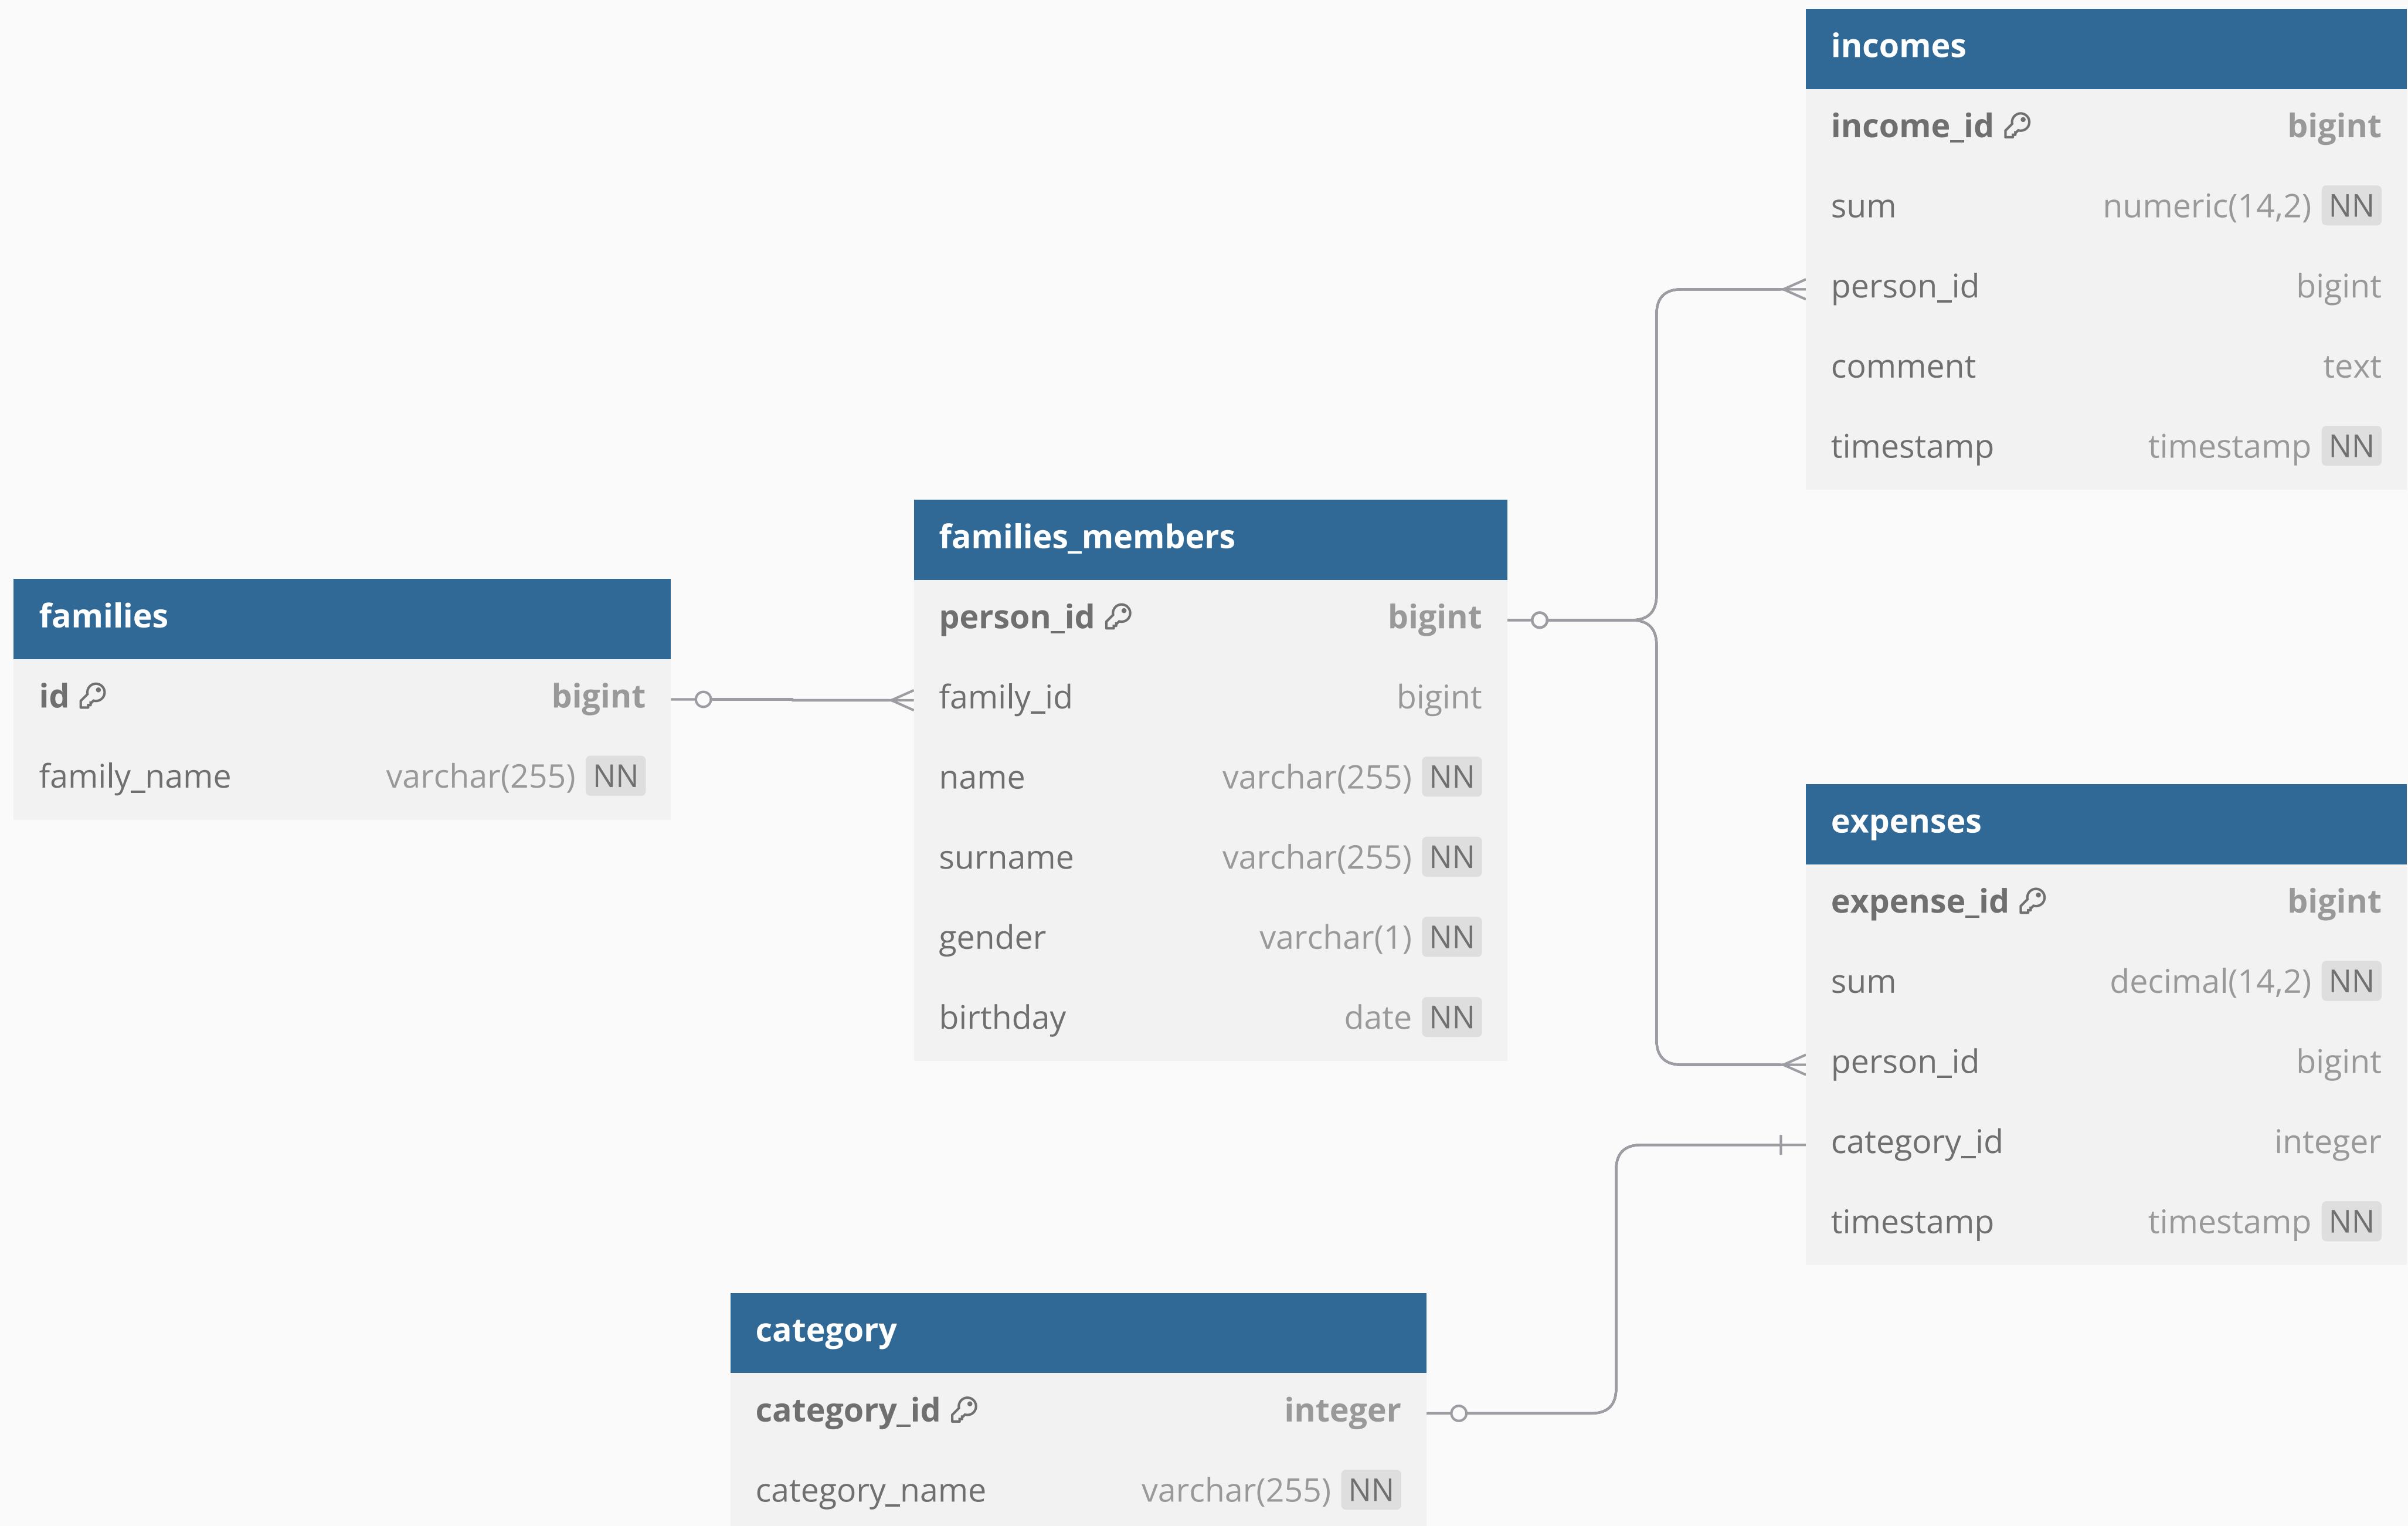 incomes
income_id bigint
sum numeric(14,2) NN
person_id bigint
comment text
timestamp timestamp NN
families_members
person_id bigint
family_id bigint
name varchar(255) NN
surname varchar(255) NN
gender varchar(1) NN
birthday date NN
families
id bigint
family_name varchar(255) NN
expenses
expense_id bigint
sum decimal(14,2) NN
person_id bigint
category_id integer
timestamp timestamp NN
category
category_id integer
category_name varchar(255) NN